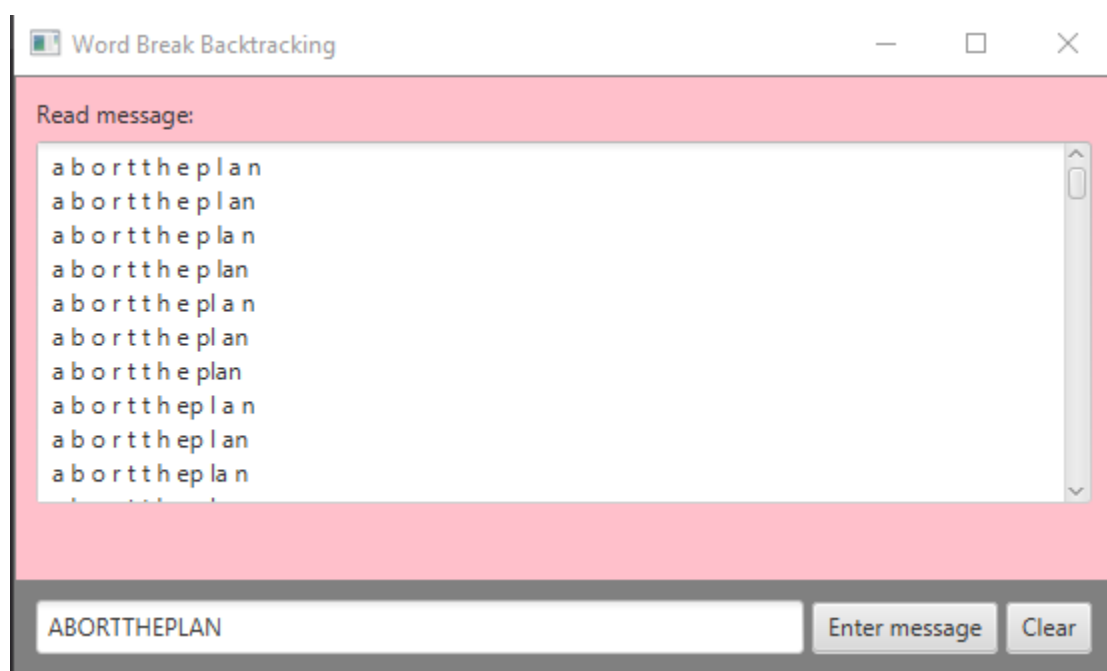 Word Break Backtracking
Read message:
a b o r t t h e p l a n
a b o r t t h e p l an
a b o r t t h e p la n
a b o r t t h e p lan
a b o r t t h e pl a n
a b o r t t h e pl an
a b o r t t h e plan
a b o r t t h ep l a n
a b o r t t h ep l an
a b o r t t h ep la n
ABORTTHEPLAN Enter message Clear